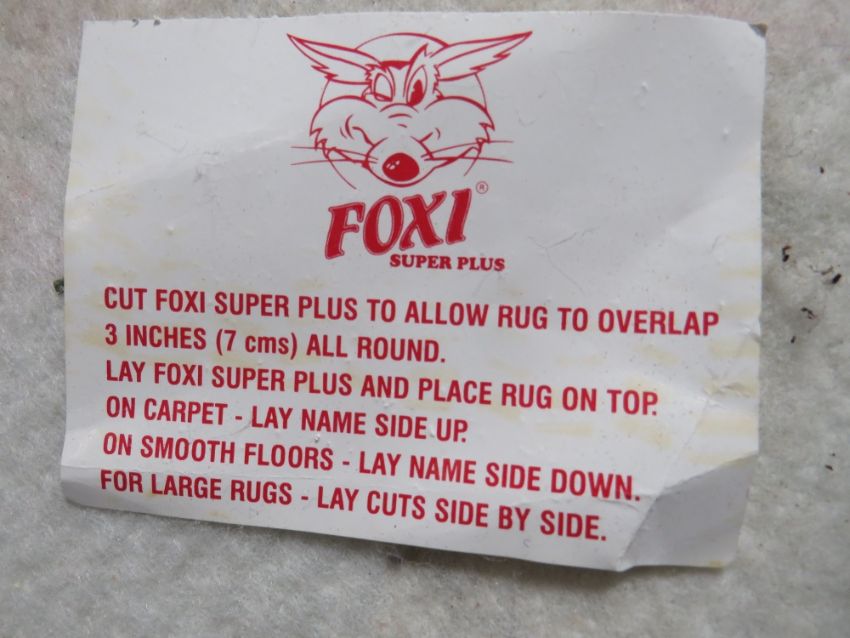 FOXI®
SUPER PLUS
CUT FOXI SUPER PLUS TO ALLOW RUG TO OVERLAP
3 INCHES (7 cms) ALL ROUND.
LAY FOXI SUPER PLUS AND PLACE RUG ON TOP.
ON CARPET - LAY NAME SIDE UP.
ON SMOOTH FLOORS - LAY NAME SIDE DOWN.
FOR LARGE RUGS - LAY CUTS SIDE BY SIDE.